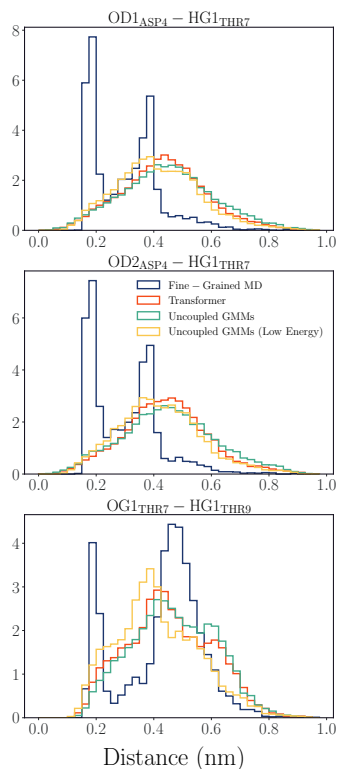 OD1ASP4 − HG1THR7
8
6
4
2
0
0.0 0.2 0.4 0.6 0.8 1.0
OD2ASP4 − HG1THR7
Fine − Grained MD
Transformer
Uncoupled GMMs
Uncoupled GMMs (Low Energy)
6
4
2
0
0.0 0.2 0.4 0.6 0.8 1.0
OG1THR7 − HG1THR9
4
3
2
1
0
0.0 0.2 0.4 0.6 0.8 1.0
Distance (nm)